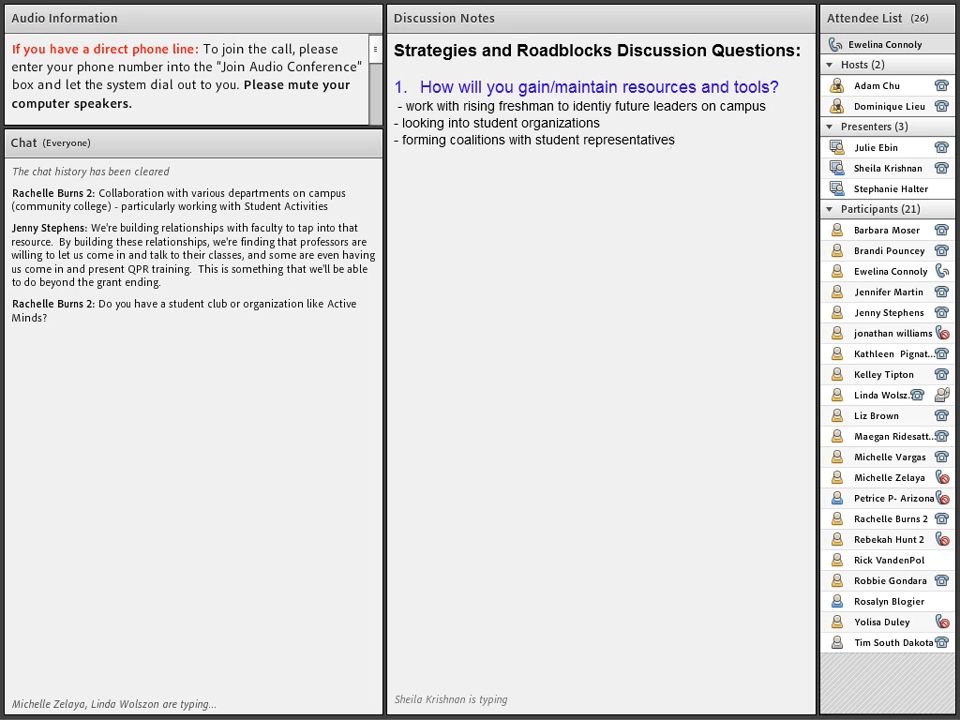 Audio Information
If you have a direct phone line: To join the call, please
enter your phone number into the "Join Audio Conference"
box and let the system dial out to you. Please mute your
computer speakers.
Chat (Everyone)
The chat history has been cleared
Rachelle Burns 2: Collaboration with various departments on campus
(community college) - particularly working with Student Activities
Jenny Stephens: We're building relationships with faculty to tap into that
resource. By building these relationships, we're finding that professors are
willing to let us come in and talk to their classes, and some are even having
us come in and present QPR training. This is something that we'll be able
to do beyond the grant ending.
Rachelle Burns 2: Do you have a student club or organization like Active
Minds?
Michelle Zelaya, Linda Wolszon are typing...
Discussion Notes
Strategies and Roadblocks Discussion Questions:
1. How will you gain/maintain resources and tools?
- work with rising freshman to identiy future leaders on campus
- looking into student organizations
- forming coalitions with student representatives
Sheila Krishnan is typing
Attendee List (26)
Ewelina Connoly
Hosts (2)
Adam Chu
Dominique Lieu
Presenters (3)
Julie Ebin
Sheila Krishnan
Stephanie Halter
Participants (21)
Barbara Moser
Brandi Pouncey
Ewelina Connoly
Jennifer Martin
Jenny Stephens
jonathan williams
Kathleen Pignat...
Kelley Tipton
Linda Wolsz...
Liz Brown
Maegan Ridesatt...
Michelle Vargas
Michelle Zelaya
Petrice P- Arizona
Rachelle Burns 2
Rebekah Hunt 2
Rick VandenPol
Robbie Gondara
Rosalyn Blogier
Yolisa Duley
Tim South Dakota